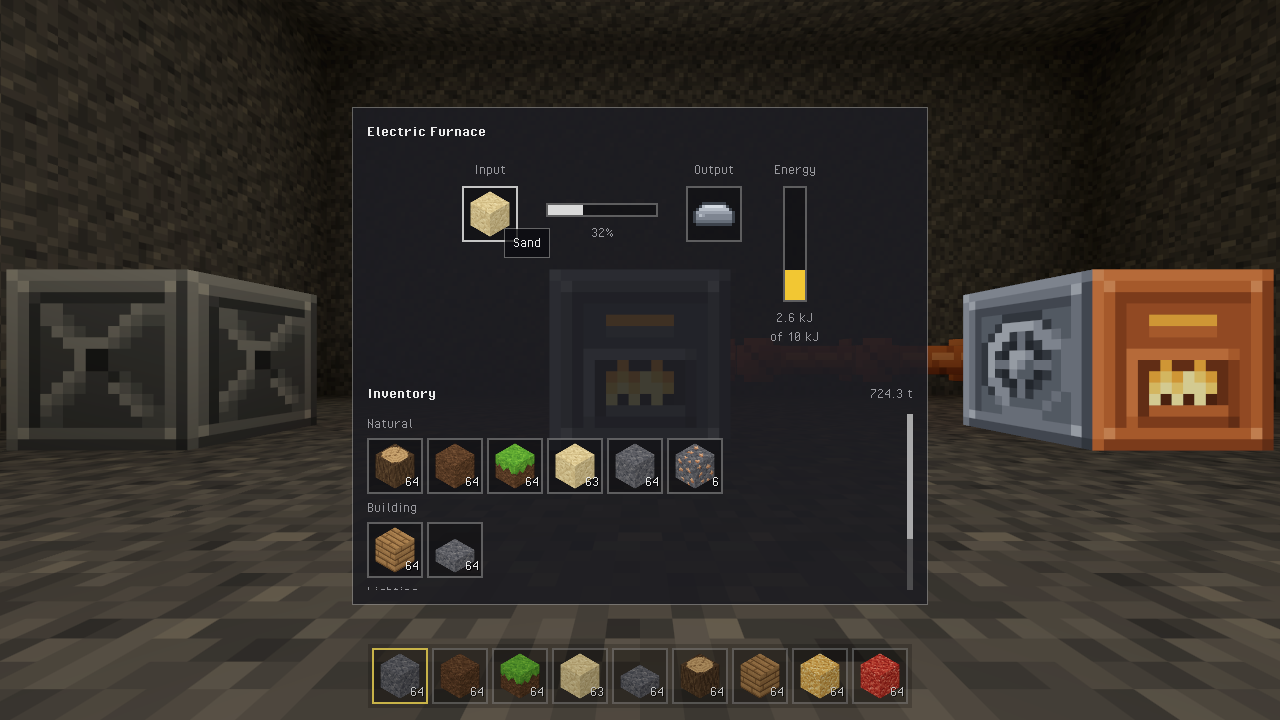 Electric Furnace
Input
Output
Energy
Sand
32%
2.6 kJ
of 10 kJ
Inventory
724.3 t
Natural
64
64
64
63
64
6
Building
64
64
64
64
64
63
64
64
64
64
64